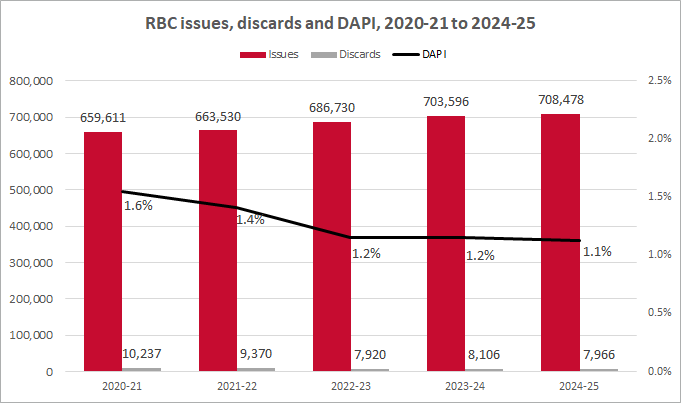 RBC issues, discards and DAPI, 2020-21 to 2024-25
Issues Discards DAPI
800,000 2.5%
700,000
600,000 2.0%
500,000
400,000 1.5%
300,000 1.0%
200,000
100,000 0.5%
0 0.0%
659,611 663,530 686,730 703,596 708,478
1.6% 1.4% 1.2% 1.2% 1.1%
10,237 9,370 7,920 8,106 7,966
2020-21 2021-22 2022-23 2023-24 2024-25